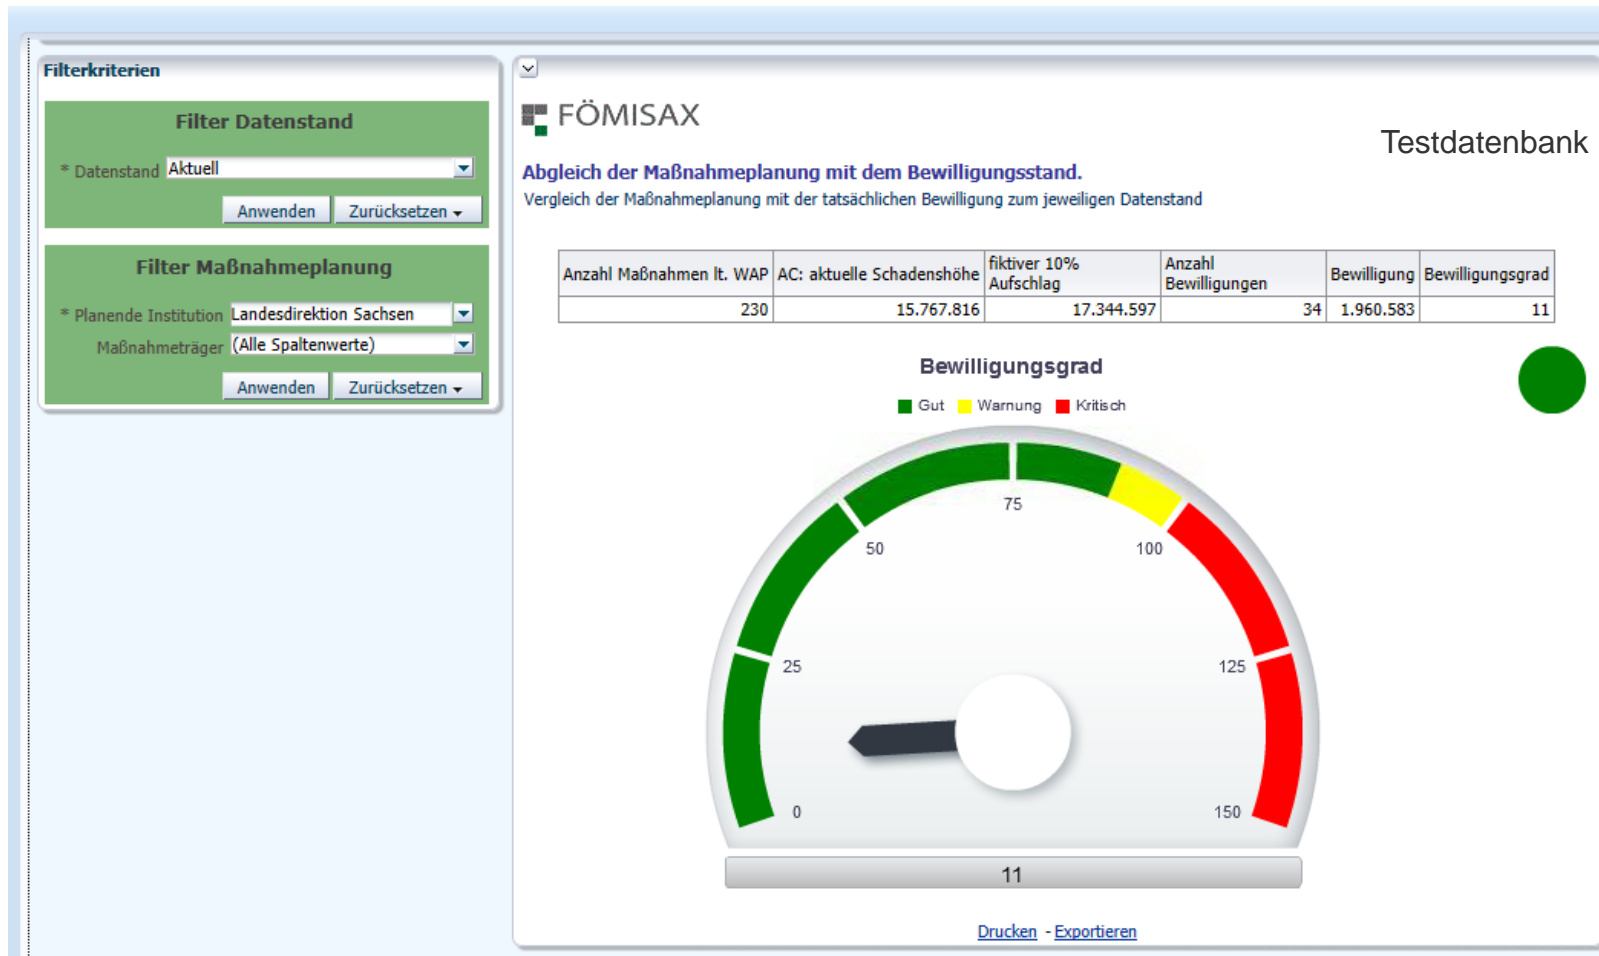 Filterkriterien
Filter Datenstand
* Datenstand Aktuell
Anwenden Zurücksetzen
Filter Maßnahmeplanung
* Planende Institution Landesdirektion Sachsen
Maßnahmeträger (Alle Spaltenwerte)
Anwenden Zurücksetzen
FÖMISAX
Testdatenbank
Abgleich der Maßnahmeplanung mit dem Bewilligungsstand.
Vergleich der Maßnahmeplanung mit der tatsächlichen Bewilligung zum jeweiligen Datenstand
Anzahl Maßnahmen lt. WAP AC: aktuelle Schadenshöhe fiktiver 10% Aufschlag Anzahl Bewilligungen Bewilligung Bewilligungsgrad
230 15.767.816 17.344.597 34 1.960.583 11
Bewilligungsgrad
Gut Warnung Kritisch
75
50 100
25 125
0 150
11
Drucken - Exportieren